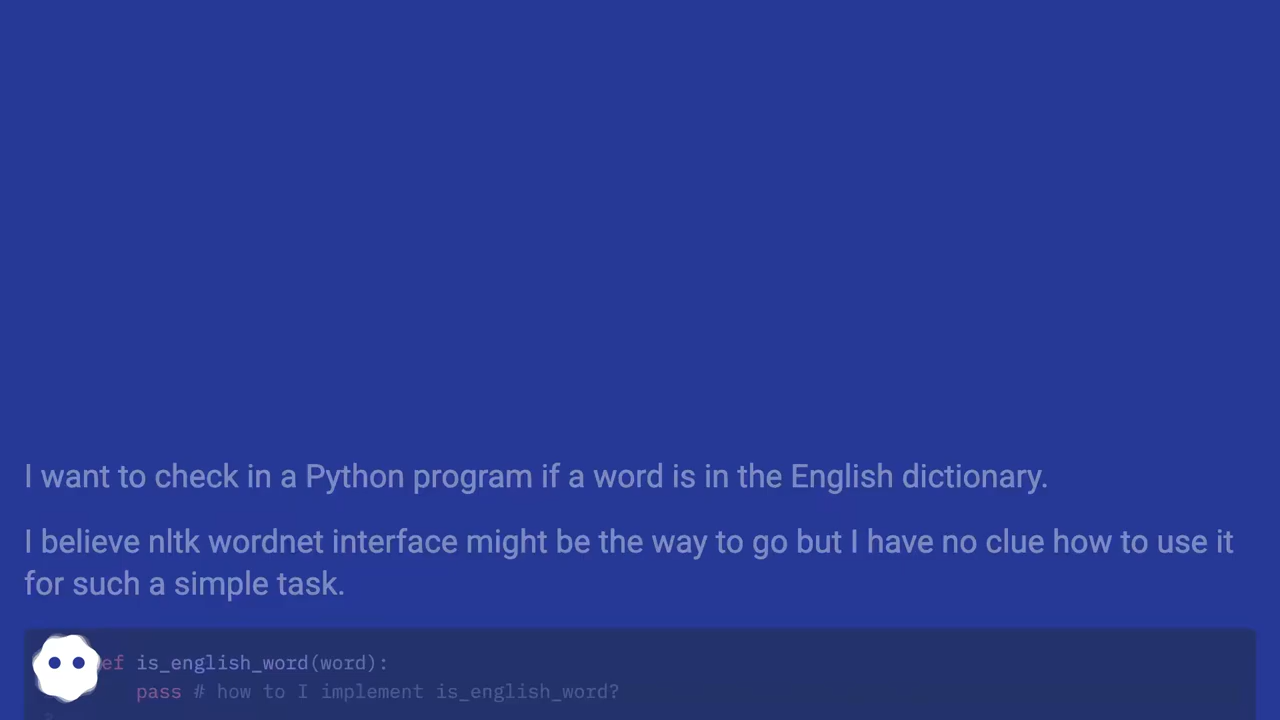 I want to check in a Python program if a word is in the English dictionary.
I believe nltk wordnet interface might be the way to go but I have no clue how to use it
for such a simple task.
ef is_english_word(word):
pass # how to I implement is_english_word?